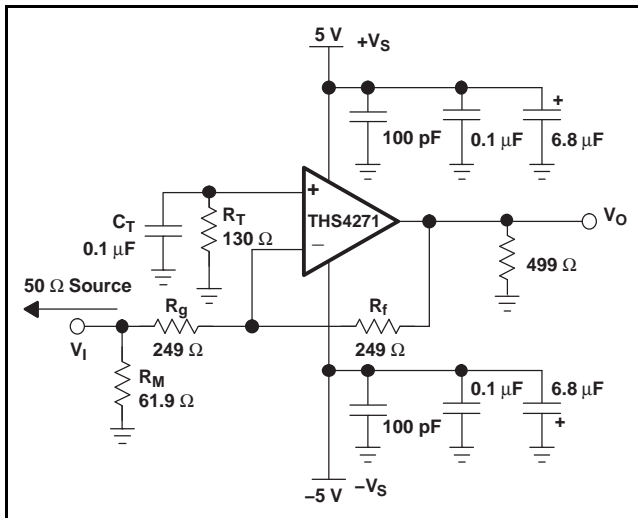 5 V +VS
+
100 pF 0.1 µF 6.8 µF
+
CT
0.1 µF
RT
130 Ω
THS4271
−
VO
499 Ω
50 Ω Source
Rg
249 Ω
Rf
249 Ω
VI
RM
61.9 Ω
0.1 µF 6.8 µF
100 pF
+
−5 V −VS